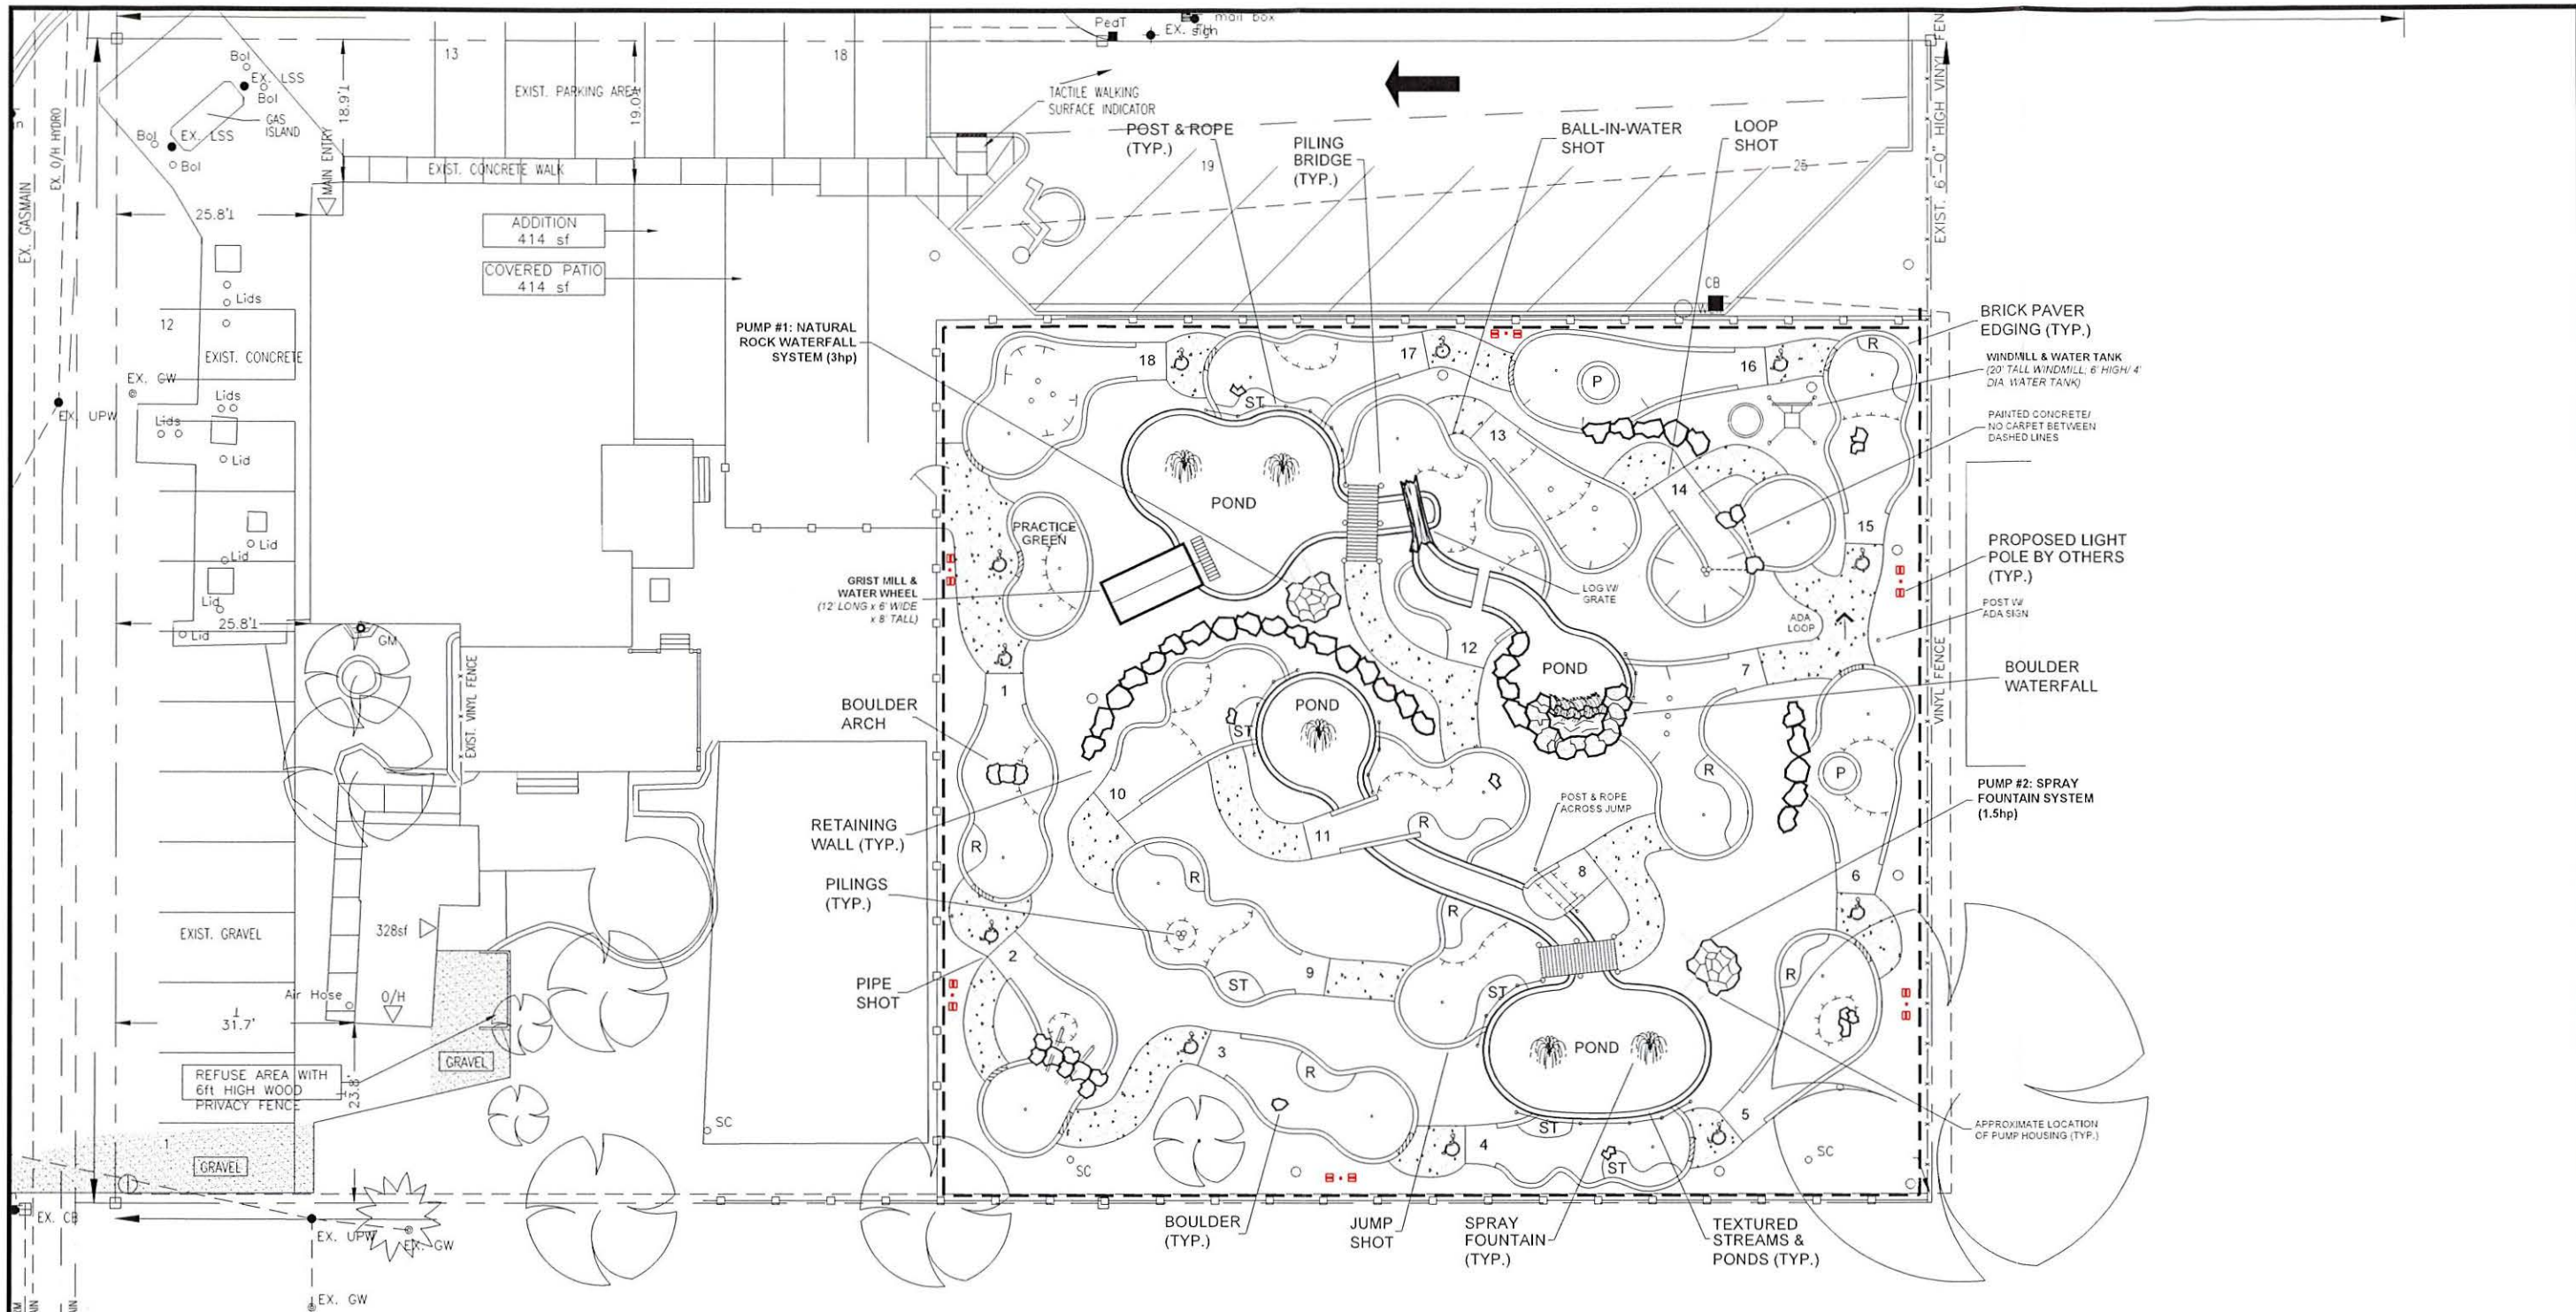 PedT
mail box
EX. sign
Bol
EX. LSS
Bol
GAS
ISLAND
Bol
EX. LSS
Bol
EX. GASMAIN
EX. O/H HYDRO
MAIN ENTRY
18.9'±
13
EXIST. PARKING AREA
19.0'±
18
EXIST. CONCRETE WALK
25.8'±
TACTILE WALKING
SURFACE INDICATOR
POST & ROPE
(TYP.)
PILING
BRIDGE
(TYP.)
BALL-IN-WATER
SHOT
LOOP
SHOT
19
25
EXIST. 6'-0" HIGH VINYL FEN
ADDITION
414 sf
COVERED PATIO
414 sf
CB
PUMP #1: NATURAL
ROCK WATERFALL
SYSTEM (3hp)
BRICK PAVER
EDGING (TYP.)
WINDMILL & WATER TANK
(20' TALL WINDMILL; 6' HIGH/ 4'
DIA. WATER TANK)
PAINTED CONCRETE/
NO CARPET BETWEEN
DASHED LINES
PROPOSED LIGHT
POLE BY OTHERS
(TYP.)
POST W/
ADA SIGN
BOULDER
WATERFALL
VINYL FENCE
PUMP #2: SPRAY
FOUNTAIN SYSTEM
(1.5hp)
APPROXIMATE LOCATION
OF PUMP HOUSING (TYP.)
Lids
12
EXIST. CONCRETE
EX. GW
EX. UPW
Lids
Lids
Lid
Lid
Lid
Lid
Lid
25.8'±
GM
EXIST. VINYL FENCE
18
17
16
R
P
ST
13
POND
14
15
PRACTICE
GREEN
GRIST MILL &
WATER WHEEL
(12' LONG x 6' WIDE
x 8' TALL)
LOG W/
GRATE
ADA
LOOP
12
POND
7
1
BOULDER
ARCH
POND
ST
R
P
10
POST & ROPE
ACROSS JUMP
11
R
RETAINING
WALL (TYP.)
R
8
6
PILINGS
(TYP.)
R
R
2
9
ST
ST
R
PIPE
SHOT
EXIST. GRAVEL
328sf
Air Hose
O/H
31.7'
±
GRAVEL
REFUSE AREA WITH
6ft HIGH WOOD
PRIVACY FENCE
23.8'±
3
R
POND
5
4
ST
ST
SC
SC
SC
1
GRAVEL
EX. CB
EX. UPW
EX. GW
EX. GW
BOULDER
(TYP.)
JUMP
SHOT
SPRAY
FOUNTAIN
(TYP.)
TEXTURED
STREAMS &
PONDS (TYP.)